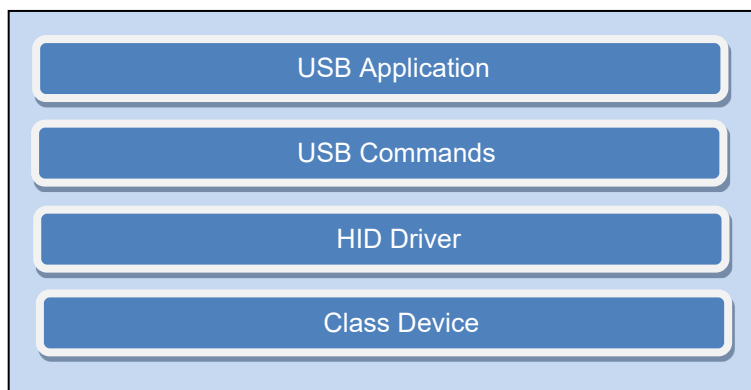 USB Application
USB Commands
HID Driver
Class Device